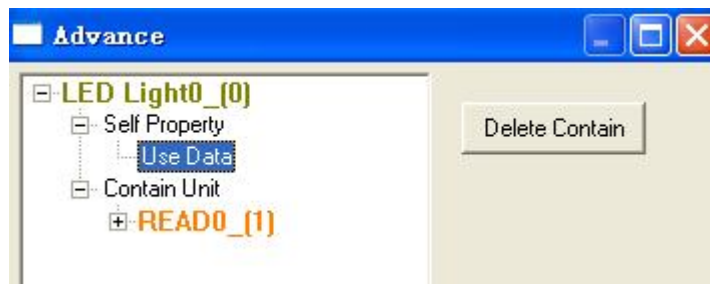 Advance
LED Light0_(0)
Self Property
Use Data
Contain Unit
READ0_(1)
Delete Contain